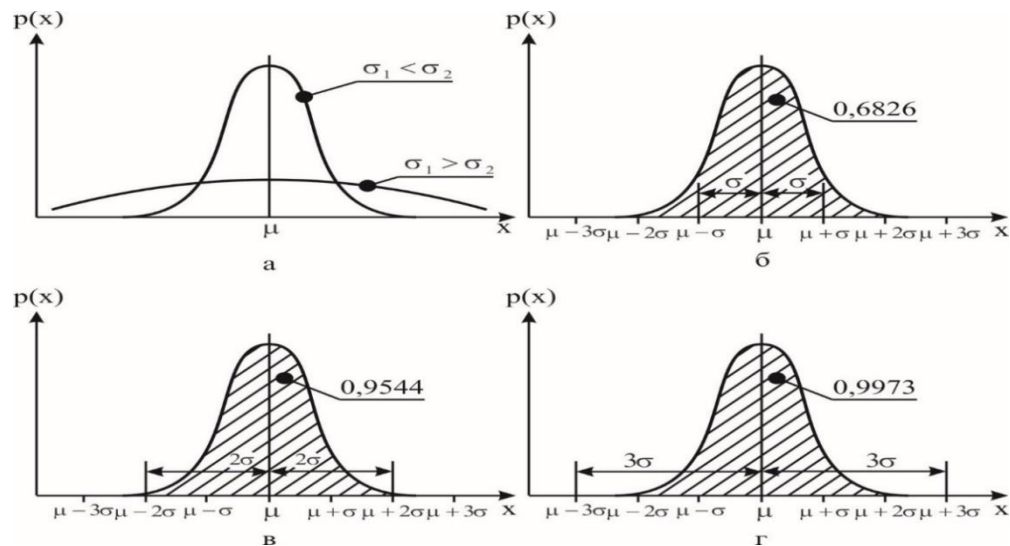 p(x)
σ₁ < σ₂
σ₁ > σ₂
μ
x
а
p(x)
0,6826
σ σ
μ – 3σ μ – 2σ μ – σ μ μ + σ μ + 2σ μ + 3σ x
б
p(x)
0,9544
2σ 2σ
μ – 3σ μ – 2σ μ – σ μ μ + σ μ + 2σ μ + 3σ x
в
p(x)
0,9973
3σ 3σ
μ – 3σ μ – 2σ μ – σ μ μ + σ μ + 2σ μ + 3σ x
г